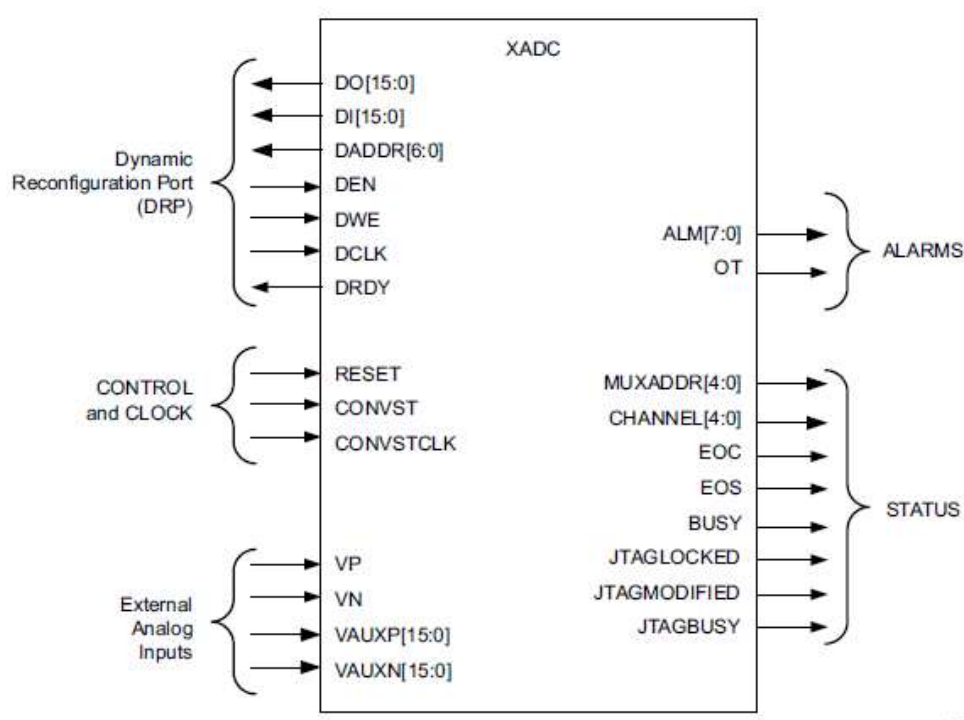 XADC
DO[15:0]
DI[15:0]
DADDR[6:0]
DEN
DWE
DCLK
DRDY
Dynamic
Reconfiguration Port
(DRP)
RESET
CONVST
CONVSTCLK
CONTROL
and CLOCK
VP
VN
VAUXP[15:0]
VAUXN[15:0]
External
Analog
Inputs
ALM[7:0]
OT
ALARMS
MUXADDR[4:0]
CHANNEL[4:0]
EOC
EOS
BUSY
JTAGLOCKED
JTAGMODIFIED
JTAGBUSY
STATUS